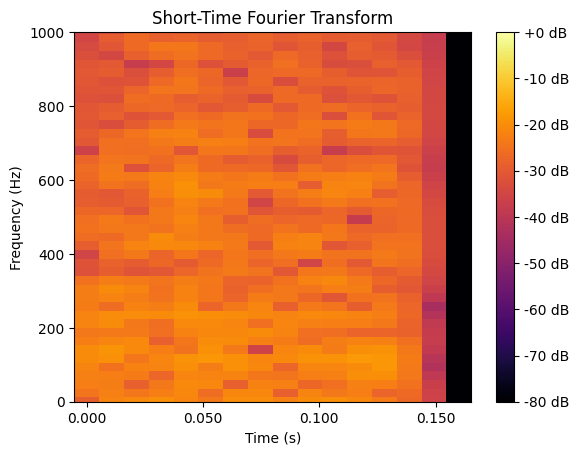 Short-Time Fourier Transform
1000
800
600
400
200
0
Frequency (Hz)
0.000
0.050
0.100
0.150
Time (s)
+0 dB
-10 dB
-20 dB
-30 dB
-40 dB
-50 dB
-60 dB
-70 dB
-80 dB